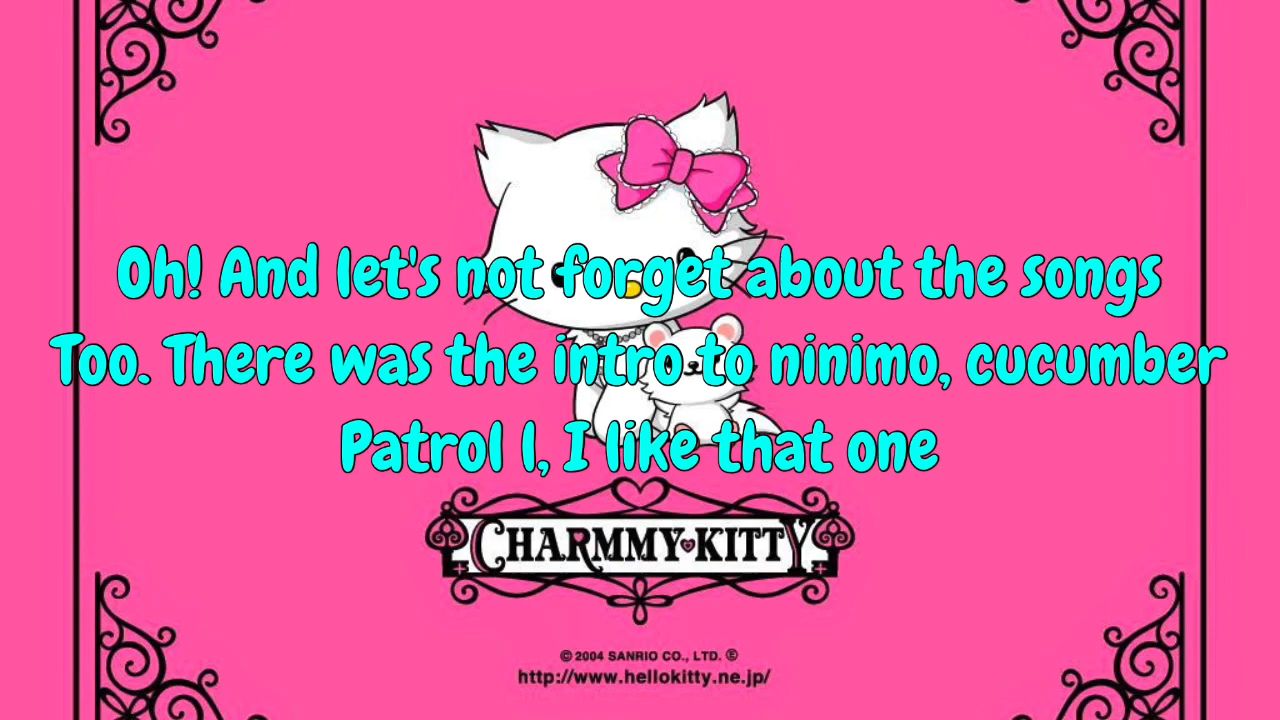 Oh! And let's not forget about the songs
Too. There was the intro to ninimo, cucumber
Patrol 1, I like that one
CHARMMY KITTY
© 2004 SANRIO CO., LTD. Ⓔ
http://www.hellokitty.ne.jp/